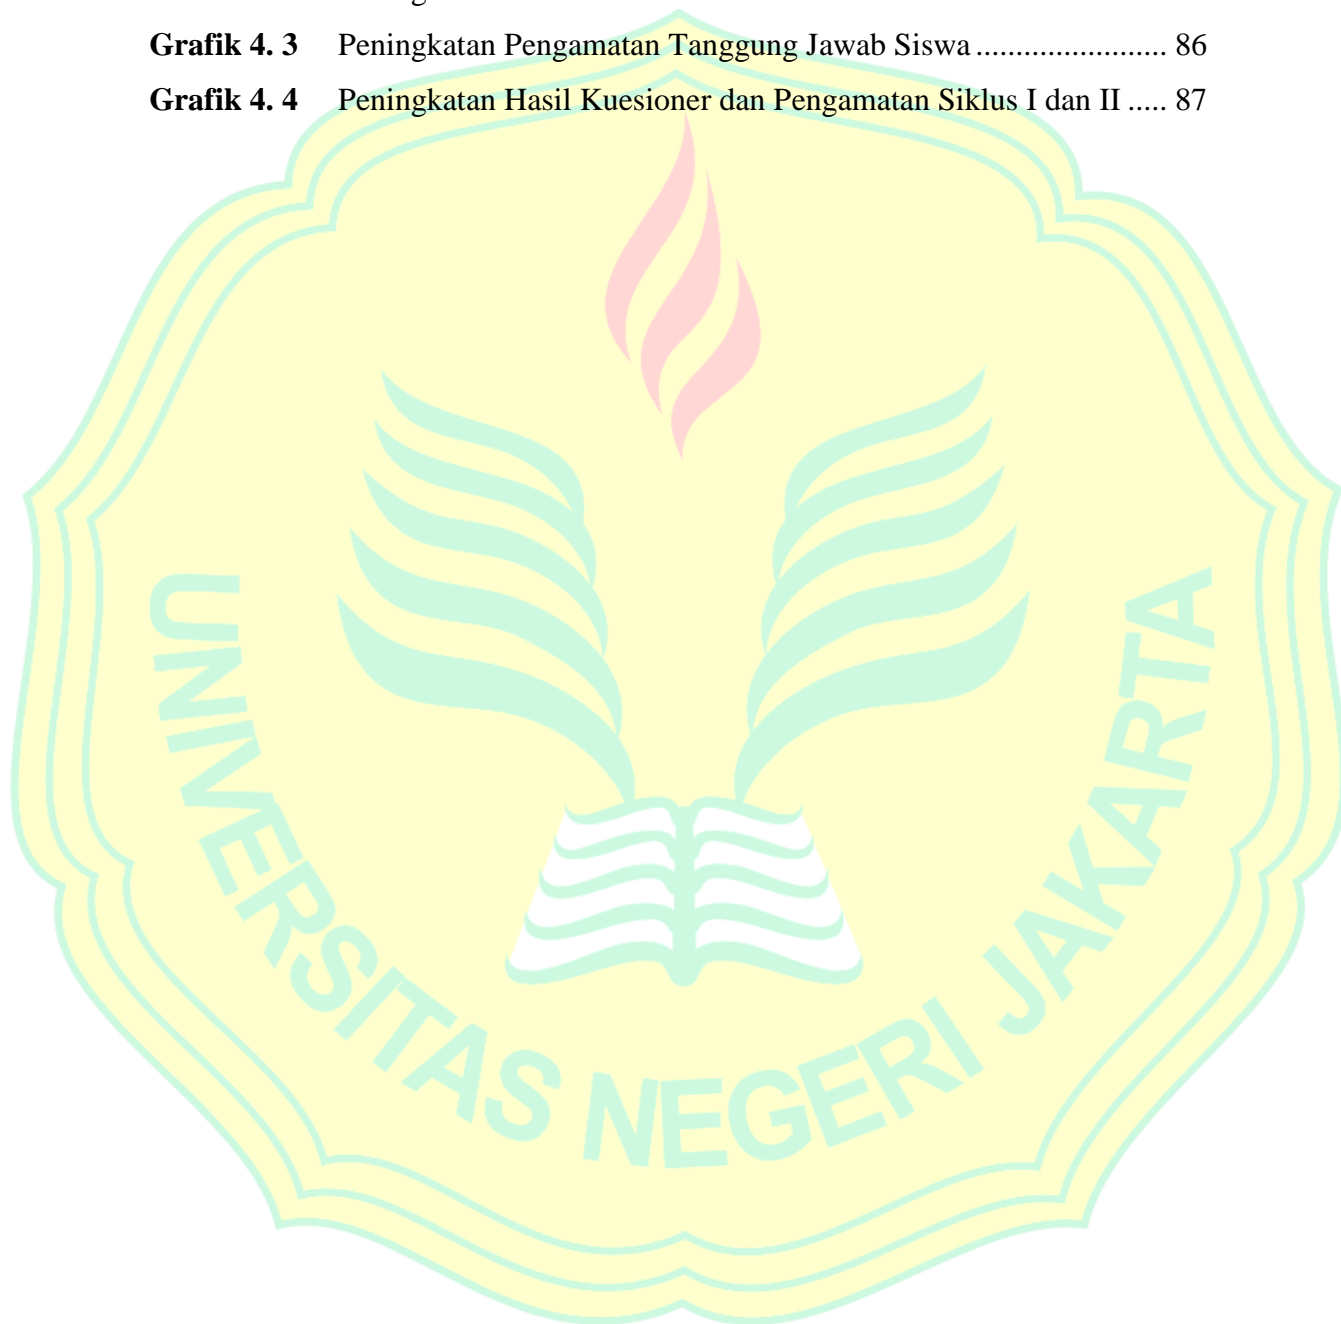 Grafik 4. 3 Peningkatan Pengamatan Tanggung Jawab Siswa ........................ 86
Grafik 4. 4 Peningkatan Hasil Kuesioner dan Pengamatan Siklus I dan II ..... 87
UNIVERSITAS NEGERI JAKARTA